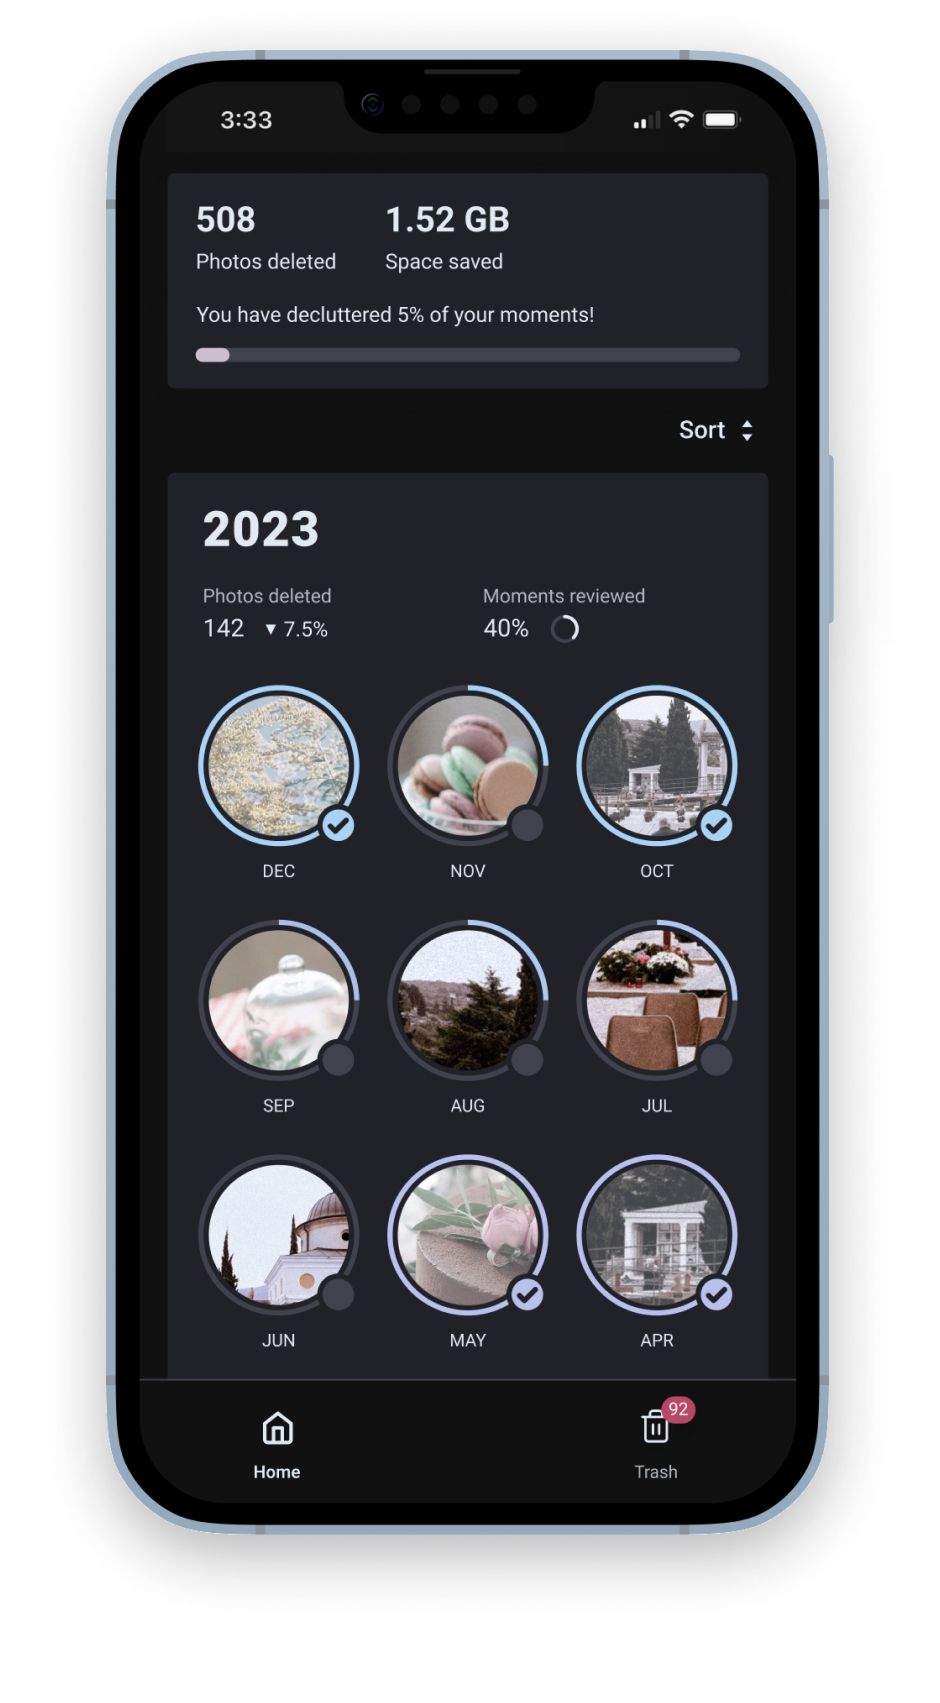 3:33
508 1.52 GB
Photos deleted Space saved
You have decluttered 5% of your moments!
Sort
2023
Photos deleted Moments reviewed
142 ▼ 7.5% 40%
DEC NOV OCT
SEP AUG JUL
JUN MAY APR
92
Home Trash